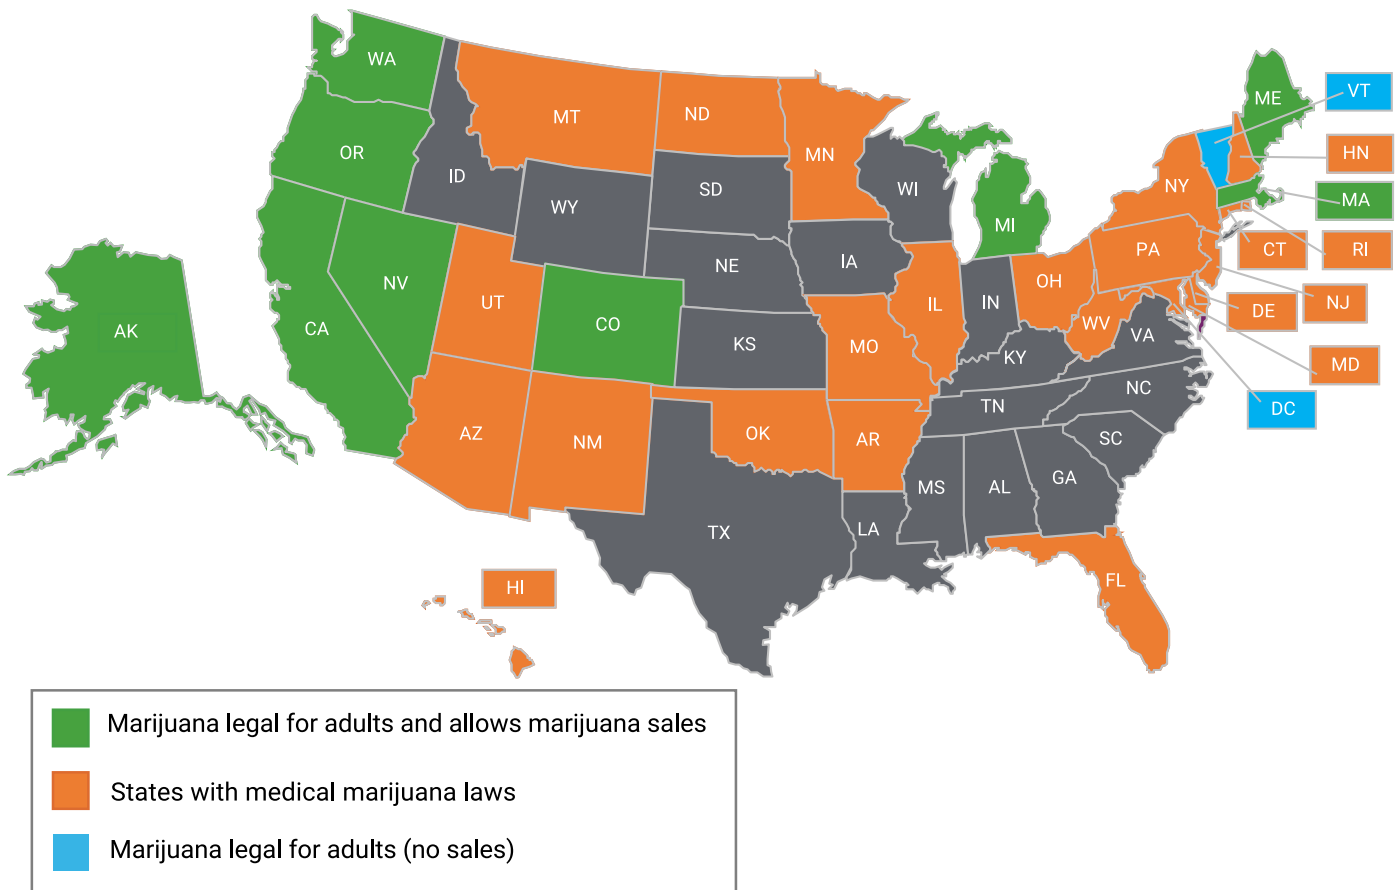 WA
ME
VT
MT
ND
OR
MN
HN
ID
NY
WI
SD
WY
MA
MI
PA
CT
RI
IA
NE
NV
OH
UT
IL
IN
NJ
DE
AK
CA
CO
WV
VA
KS
MO
KY
MD
NC
TN
DC
AZ
NM
OK
AR
SC
GA
MS
AL
TX
LA
FL
HI
Marijuana legal for adults and allows marijuana sales
States with medical marijuana laws
Marijuana legal for adults (no sales)